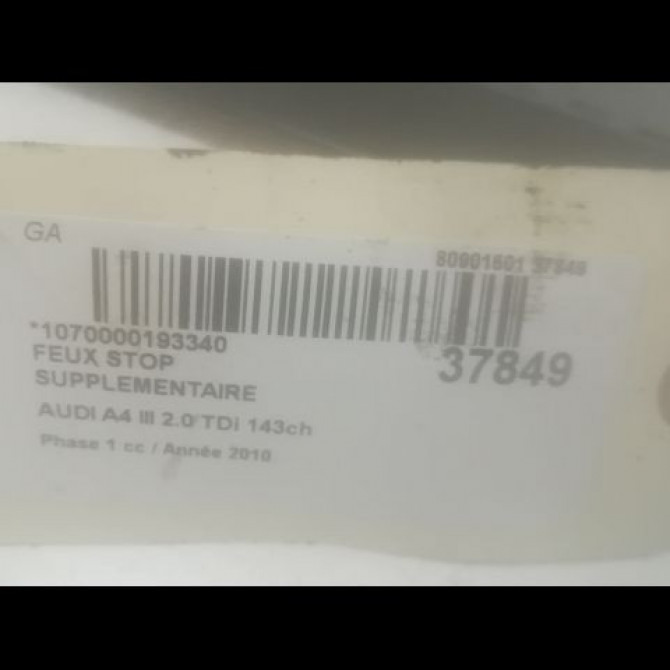 GA
80901601 37849
*1070000193340
37849
FEUX STOP
SUPPLEMENTAIRE
AUDI A4 III 2.0 TDi 143ch
Phase 1 cc / Année 2010